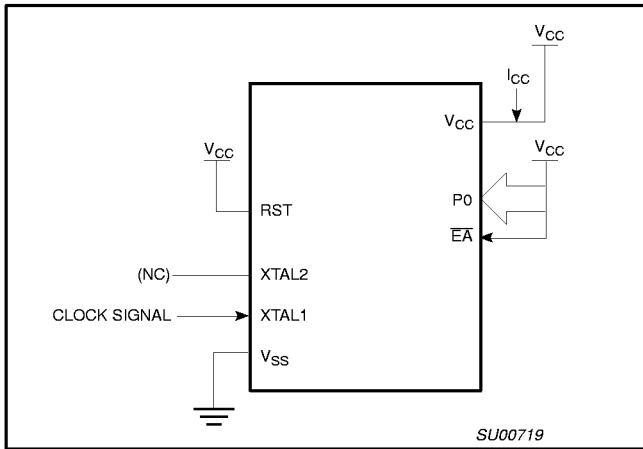 VCC
ICC
VCC
VCC
VCC
RST
P0
EA
(NC)
XTAL2
CLOCK SIGNAL
XTAL1
VSS
SU00719